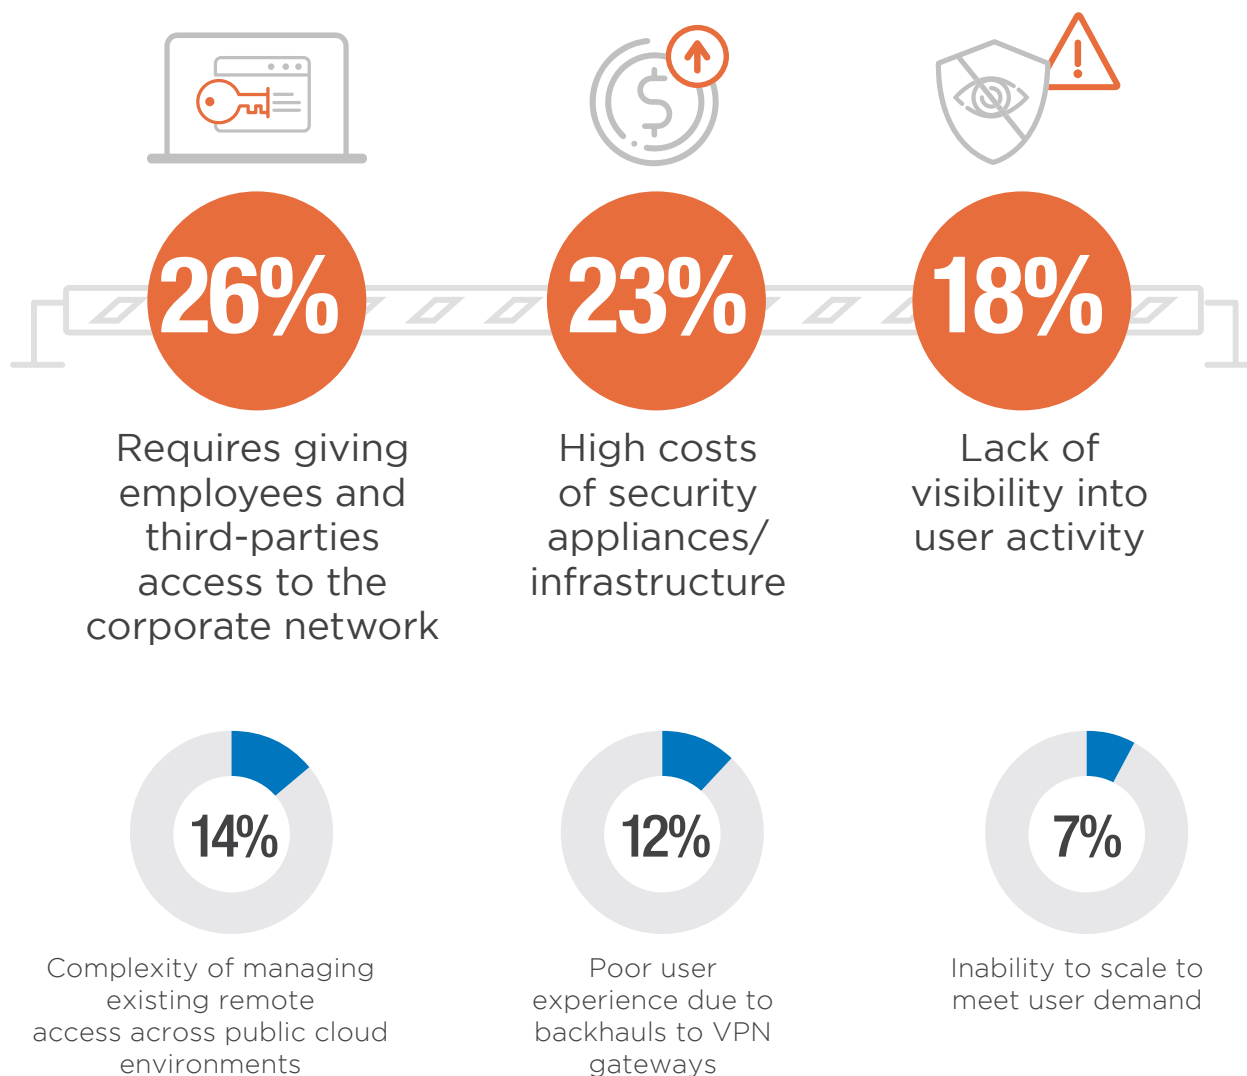 26%
Requires giving
employees and
third-parties
access to the
corporate network
23%
High costs
of security
appliances/
infrastructure
18%
Lack of
visibility into
user activity
14%
Complexity of managing
existing remote
access across public cloud
environments
12%
Poor user
experience due to
backhauls to VPN
gateways
7%
Inability to scale to
meet user demand